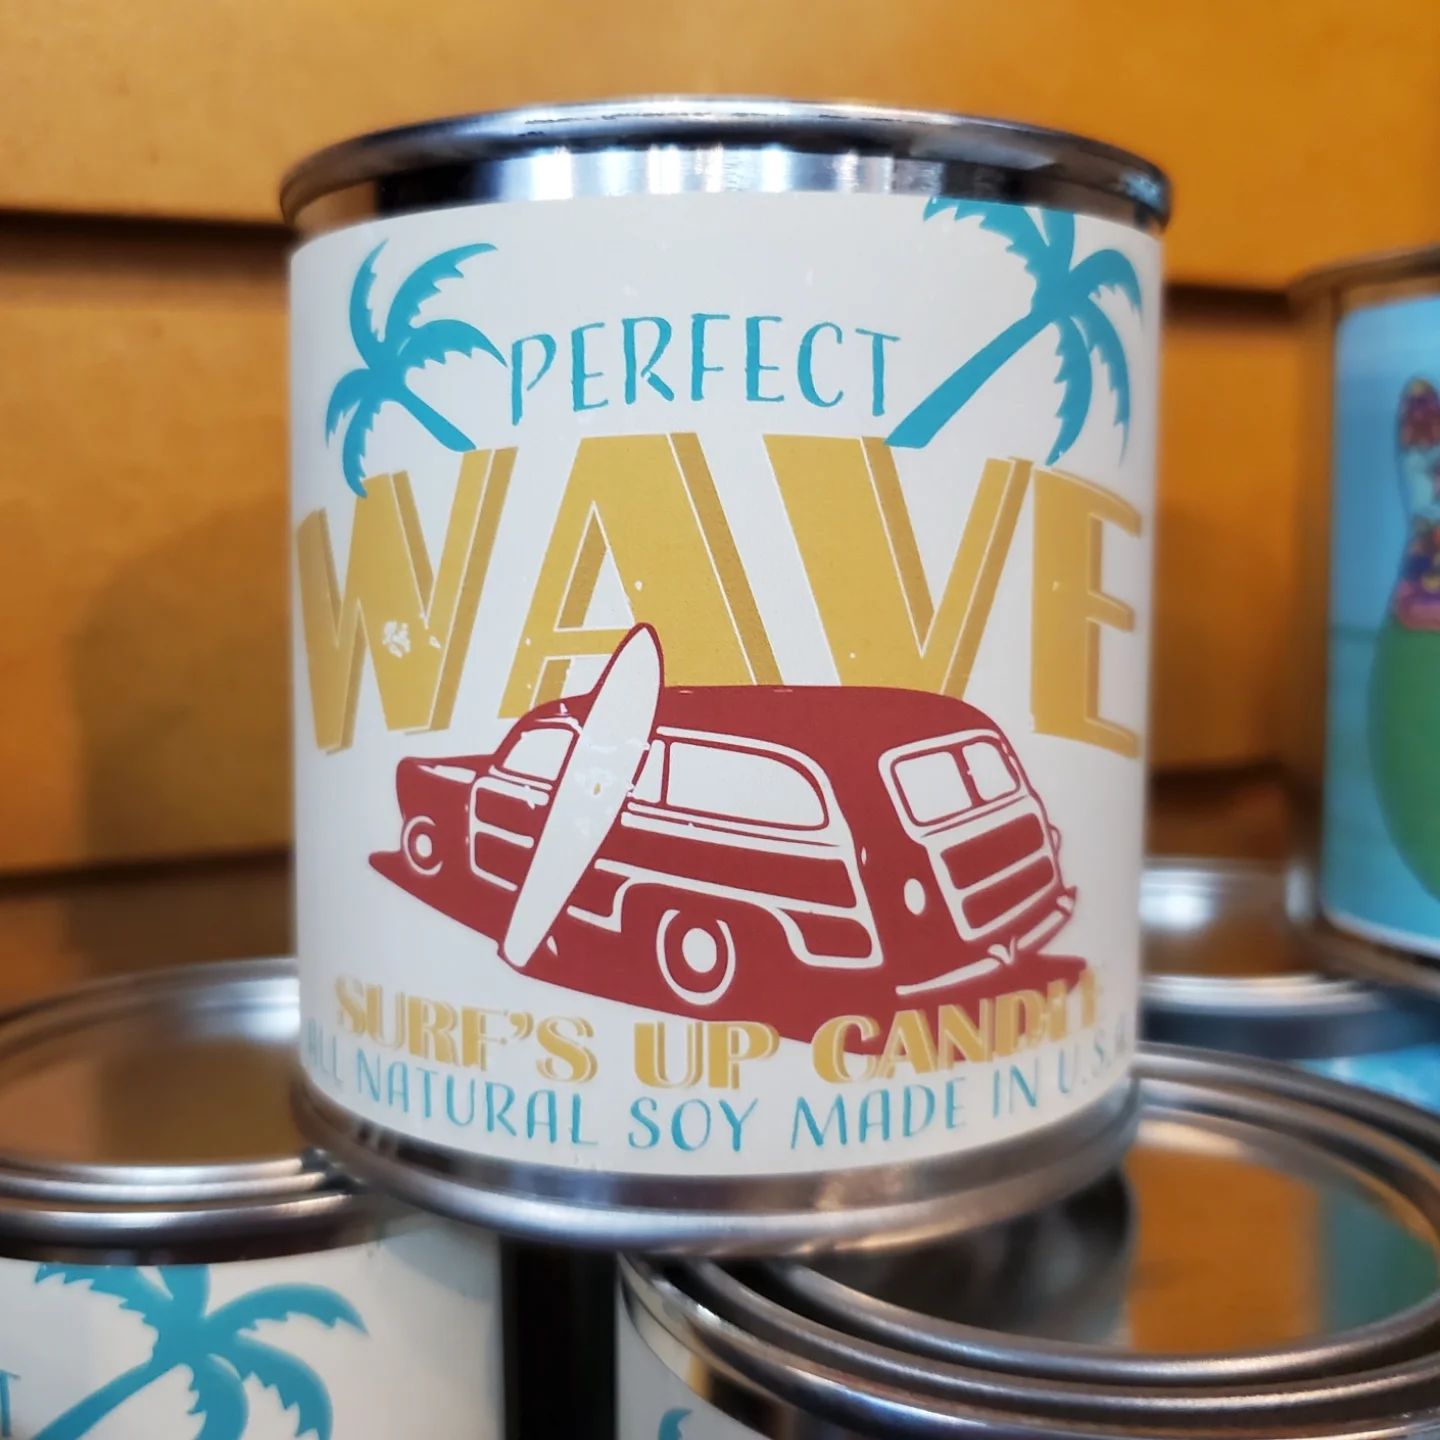 PERFECT
WAVE
SURF'S UP CANDLE
ALL NATURAL SOY MADE IN U.S.A.
T